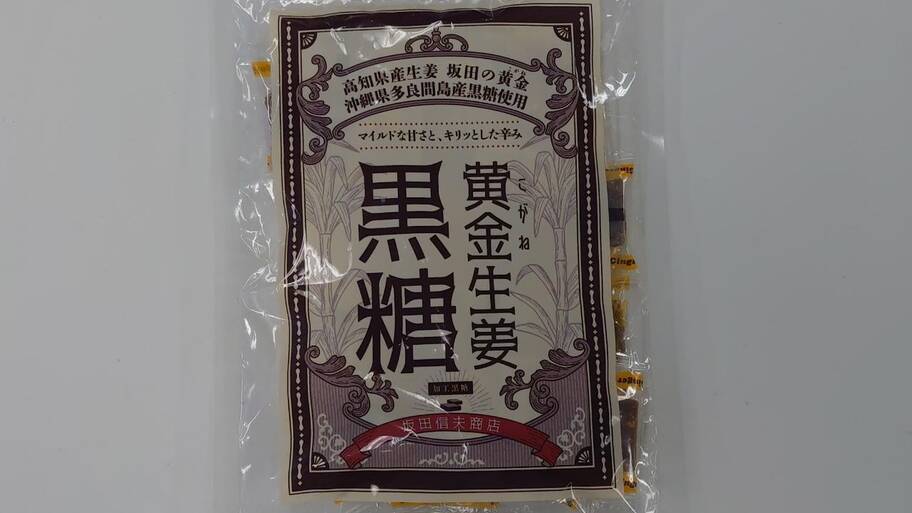 高知県産生姜 坂田の黄金
沖縄県多良間島産黒糖使用
マイルドな甘さと、キリッとした辛み
黄金生姜
こがね
黒糖
加工黒糖
坂田信夫商店